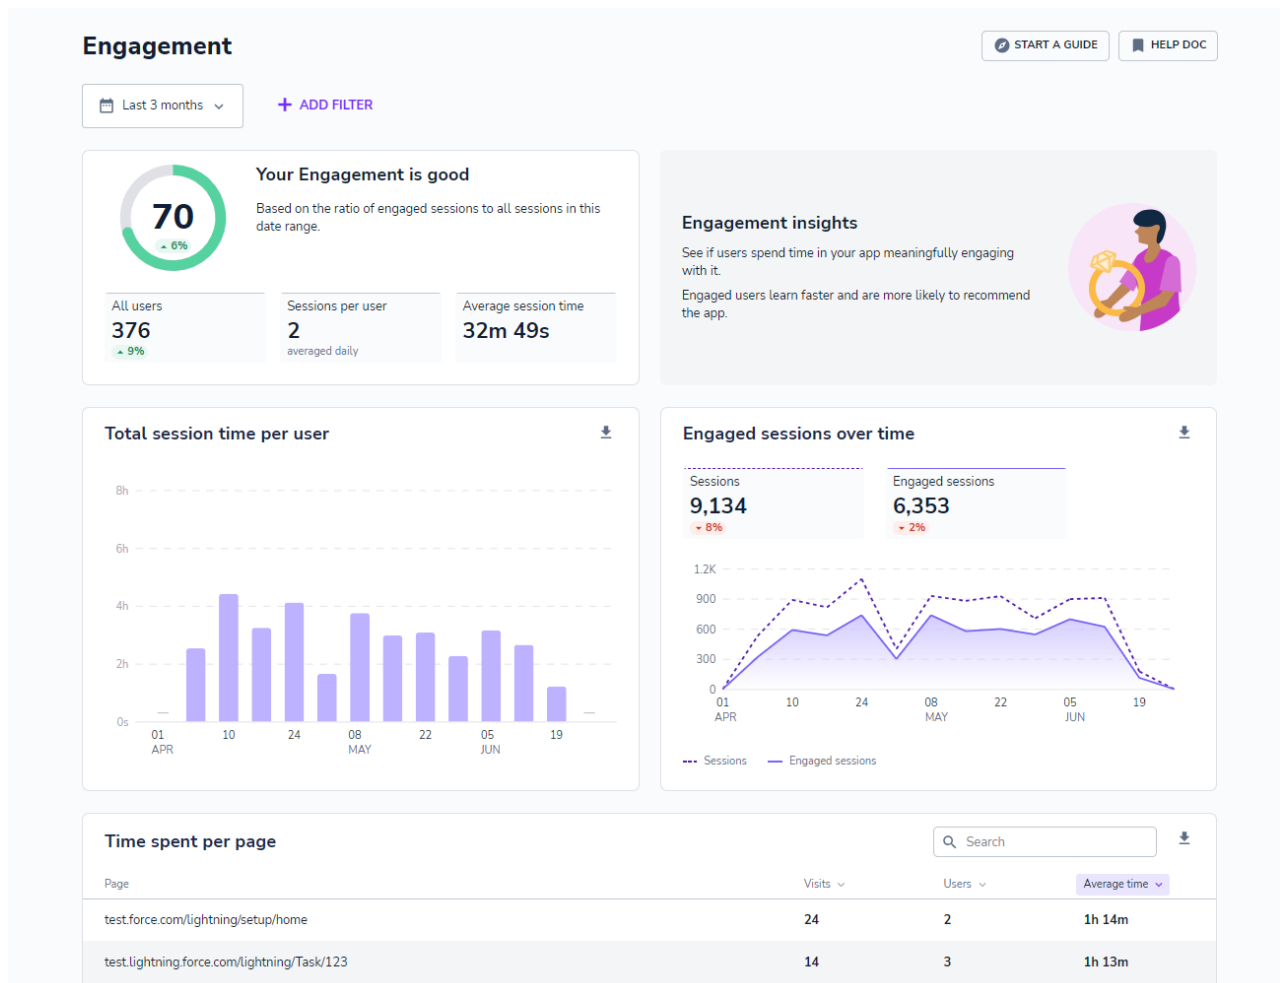 Engagement
START A GUIDE
HELP DOC
Last 3 months
ADD FILTER
70
6%
Your Engagement is good
Based on the ratio of engaged sessions to all sessions in this
date range.
All users
376
9%
Sessions per user
2
averaged daily
Average session time
32m 49s
Engagement insights
See if users spend time in your app meaningfully engaging
with it.
Engaged users learn faster and are more likely to recommend
the app.
Total session time per user
8h
6h
4h
2h
0s
01 10 24 08 22 05 19
APR MAY JUN
Engaged sessions over time
Sessions
9,134
8%
Engaged sessions
6,353
2%
1.2K
900
600
300
0
01 10 24 08 22 05 19
APR MAY JUN
Sessions Engaged sessions
Time spent per page
Search
Page Visits Users Average time
test.force.com/lightning/setup/home 24 2 1h 14m
test.lightning.force.com/lightning/Task/123 14 3 1h 13m